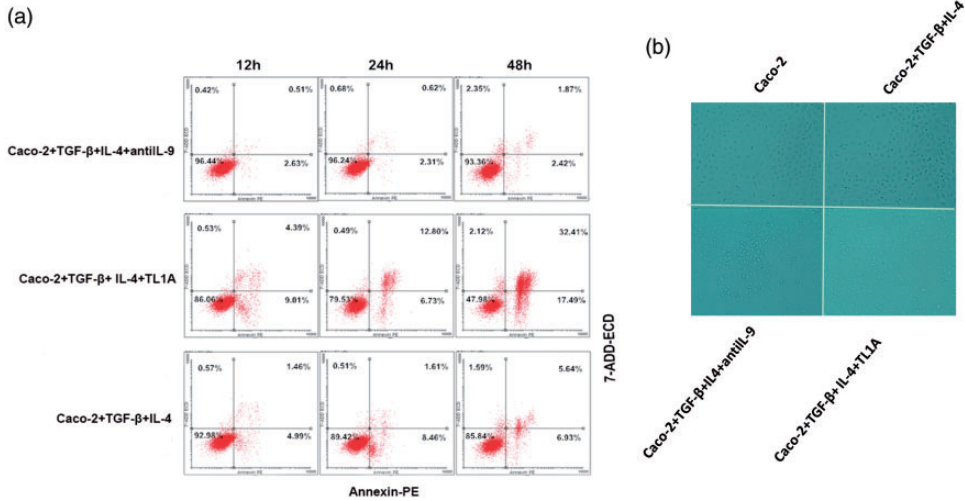 (a)
(b)
12h 24h 48h
Caco-2 Caco-2+TGF-β+IL-4
Caco-2+TGF-β+IL-4+antiIL-9
0.42% 0.51% 0.68% 0.62% 2.35% 1.87%
96.44% 2.63% 96.24% 2.31% 93.36% 2.42%
Caco-2+TGF-β+ IL-4+TL1A
0.53% 4.39% 0.49% 12.80% 2.12% 32.41%
86.06% 9.01% 79.53% 6.73% 47.98% 17.49%
Caco-2+TGF-β+IL-4
0.57% 1.46% 0.51% 1.61% 1.59% 5.64%
92.98% 4.99% 89.42% 8.46% 85.84% 6.93%
7-ADD-ECD
Annexin-PE
Caco-2+TGF-β+IL4+antiIL-9 Caco-2+TGF-β+ IL-4+TL1A